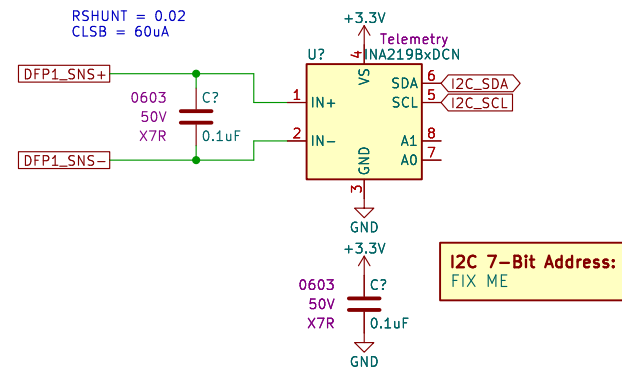 RSHUNT = 0.02
CLSB = 60uA
+3.3V
Telemetry
U?
INA219BxDCN
4
VS
DFP1_SNS+
SDA
6
I2C_SDA
0603
C?
1
IN+
SCL
5
I2C_SCL
50V
X7R
0.1uF
2
IN-
A1
8
A0
7
DFP1_SNS-
GND
3
GND
+3.3V
I2C 7-Bit Address:
FIX ME
0603
C?
50V
X7R
0.1uF
GND